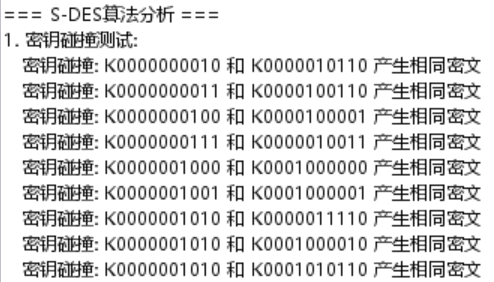 === S-DES算法分析 ===
1. 密钥碰撞测试:
密钥碰撞: K0000000010 和 K0000010110 产生相同密文
密钥碰撞: K0000000011 和 K0000100110 产生相同密文
密钥碰撞: K0000000100 和 K0000100001 产生相同密文
密钥碰撞: K0000000111 和 K0000010011 产生相同密文
密钥碰撞: K0000001000 和 K0001000000 产生相同密文
密钥碰撞: K0000001001 和 K0001000001 产生相同密文
密钥碰撞: K0000001010 和 K0000011110 产生相同密文
密钥碰撞: K0000001010 和 K0001000010 产生相同密文
密钥碰撞: K0000001010 和 K0001010110 产生相同密文